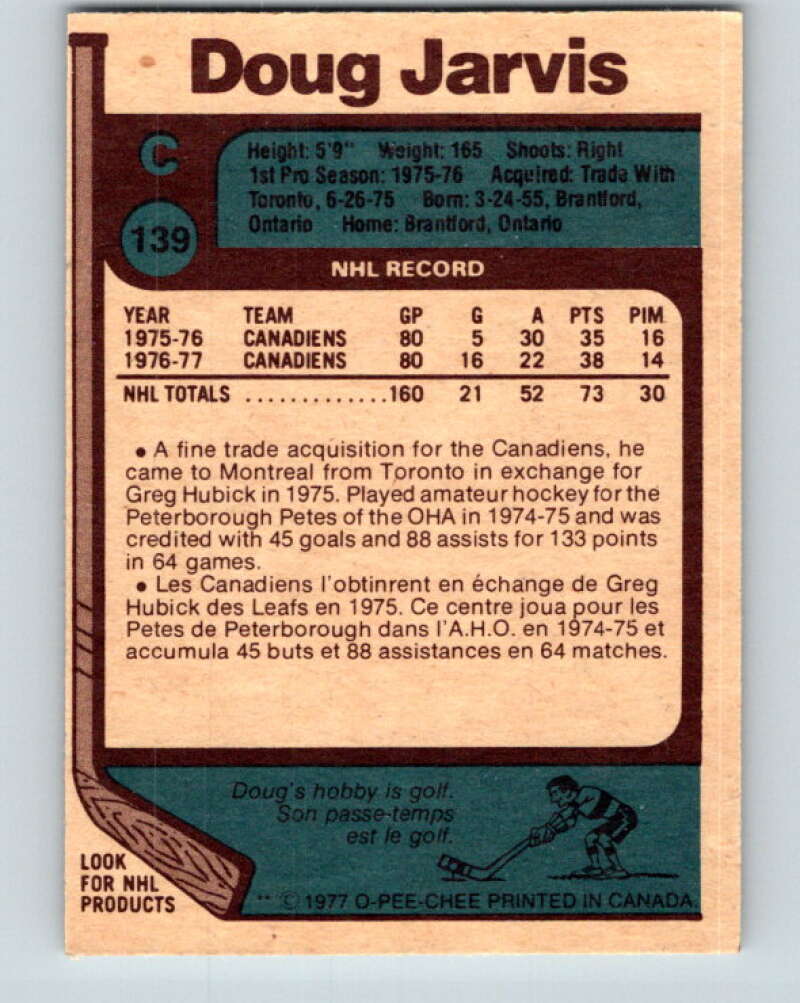 Doug Jarvis
C
139
Height: 5'9" Weight: 165 Shoots: Right
1st Pro Season: 1975-76 Acquired: Trade With
Toronto, 6-26-75 Born: 3-24-55, Brantford,
Ontario Home: Brantford, Ontario
NHL RECORD
YEAR TEAM GP G A PTS PIM
1975-76 CANADIENS 80 5 30 35 16
1976-77 CANADIENS 80 16 22 38 14
NHL TOTALS .............160 21 52 73 30
• A fine trade acquisition for the Canadiens, he
came to Montreal from Toronto in exchange for
Greg Hubick in 1975. Played amateur hockey for the
Peterborough Petes of the OHA in 1974-75 and was
credited with 45 goals and 88 assists for 133 points
in 64 games.
• Les Canadiens l'obtinrent en échange de Greg
Hubick des Leafs en 1975. Ce centre joua pour les
Petes de Peterborough dans l'A.H.O. en 1974-75 et
accumula 45 buts et 88 assistances en 64 matches.
Doug's hobby is golf.
Son passe-temps
est le golf.
LOOK
FOR NHL
PRODUCTS
** © 1977 O-PEE-CHEE PRINTED IN CANADA.